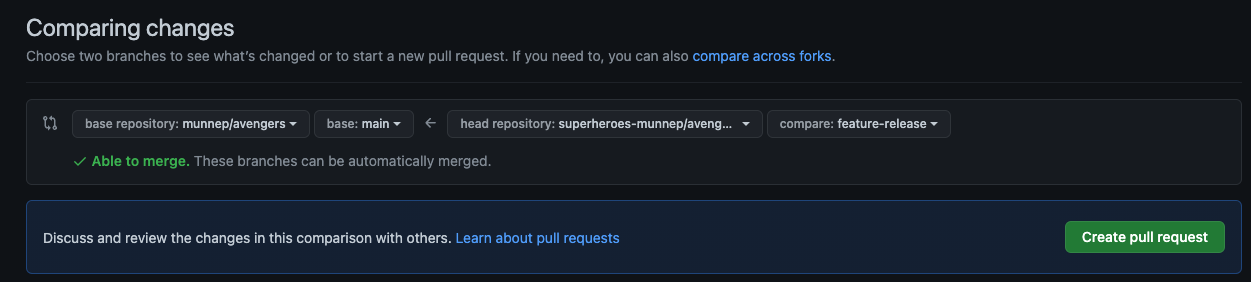 Comparing changes
Choose two branches to see what's changed or to start a new pull request. If you need to, you can also compare across forks.
base repository: munnep/avengers base: main ← head repository: superheroes-munnep/aveng... compare: feature-release
✓ Able to merge. These branches can be automatically merged.
Discuss and review the changes in this comparison with others. Learn about pull requests Create pull request